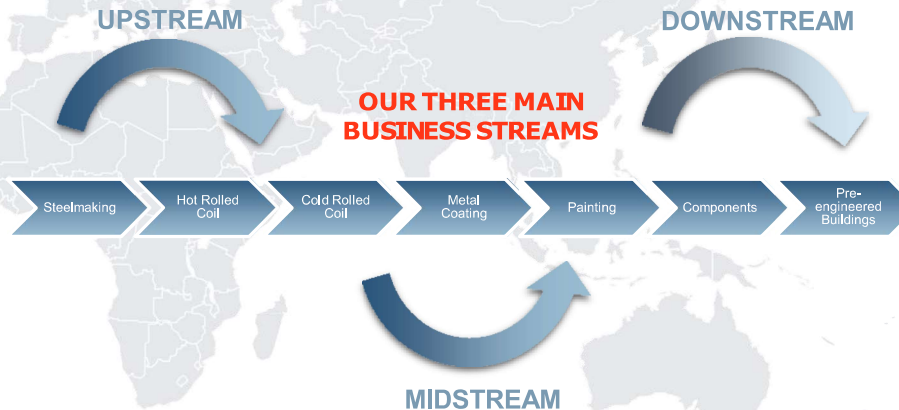 UPSTREAM
DOWNSTREAM
OUR THREE MAIN
BUSINESS STREAMS
Steelmaking
Hot Rolled
Coil
Cold Rolled
Coil
Metal
Coating
Painting
Components
Pre-
engineered
Buildings
MIDSTREAM